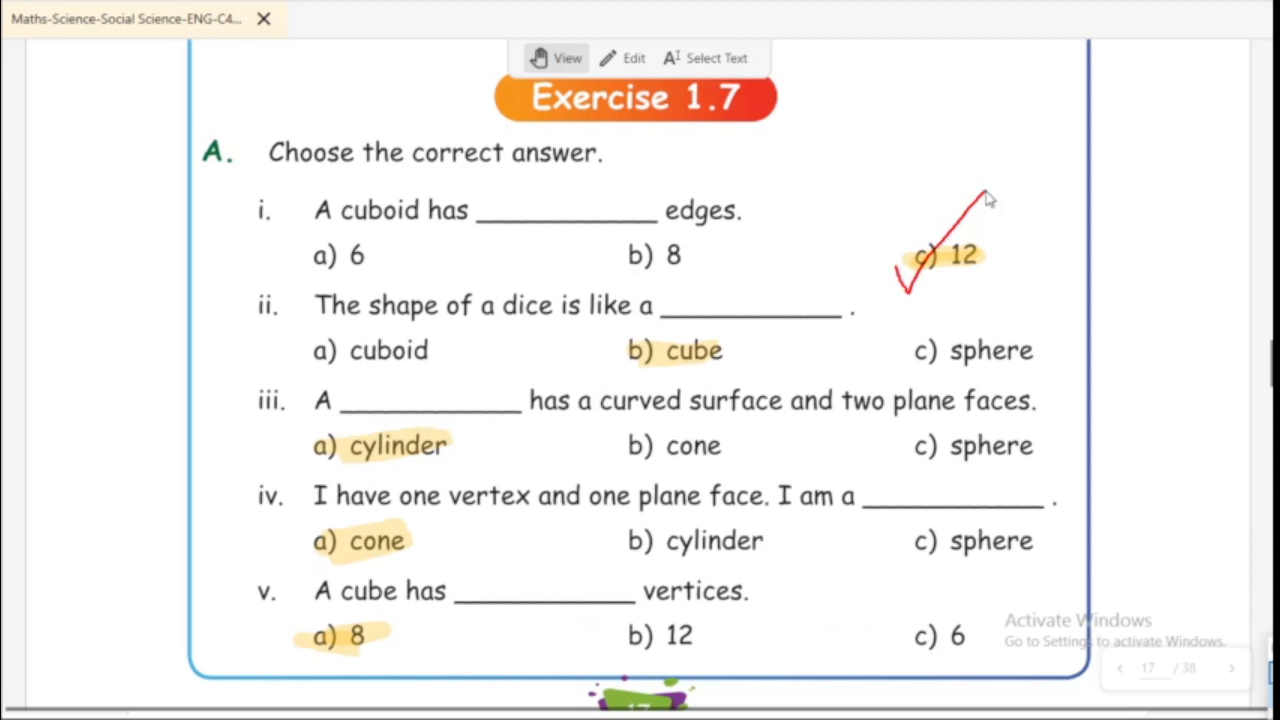 Maths-Science-Social Science-ENG-C4...
View Edit Select Text
Exercise 1.7
A. Choose the correct answer.
i. A cuboid has ____________ edges.
a) 6 b) 8 c) 12
ii. The shape of a dice is like a ____________ .
a) cuboid b) cube c) sphere
iii. A ____________ has a curved surface and two plane faces.
a) cylinder b) cone c) sphere
iv. I have one vertex and one plane face. I am a ____________ .
a) cone b) cylinder c) sphere
v. A cube has ____________ vertices.
a) 8 b) 12 c) 6
Activate Windows
Go to Settings to activate Windows.
17 / 38
17